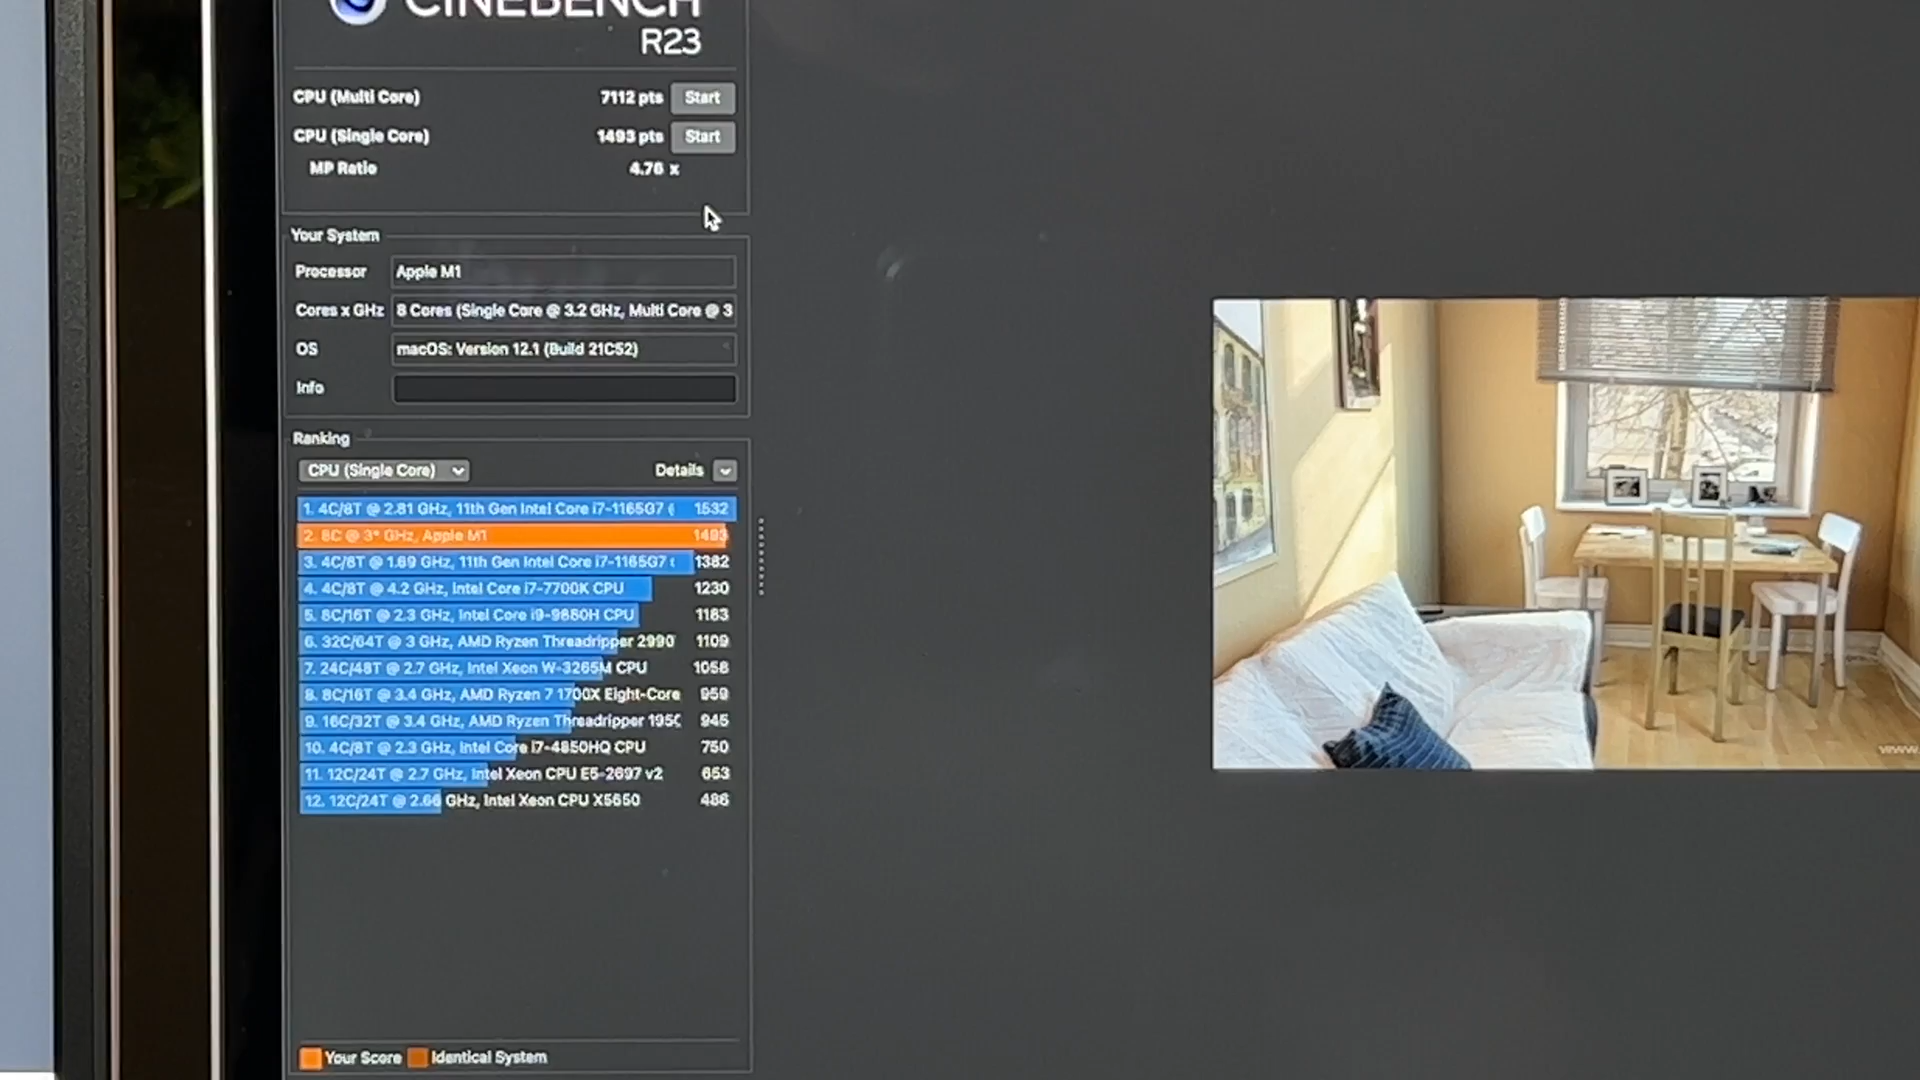 CINEBENCH
R23
CPU (Multi Core) 7112 pts Start
CPU (Single Core) 1493 pts Start
MP Ratio 4.76 x
Your System
Processor Apple M1
Cores x GHz 8 Cores (Single Core @ 3.2 GHz, Multi Core @ 3
OS macOS: Version 12.1 (Build 21C52)
Info
Ranking
CPU (Single Core) Details
1. 4C/8T @ 2.81 GHz, 11th Gen Intel Core i7-1165G7 ( 1532
2. 8C @ 3* GHz, Apple M1 1493
3. 4C/8T @ 1.69 GHz, 11th Gen Intel Core i7-1165G7 ( 1382
4. 4C/8T @ 4.2 GHz, Intel Core i7-7700K CPU 1230
5. 8C/16T @ 2.3 GHz, Intel Core i9-9880H CPU 1183
6. 32C/64T @ 3 GHz, AMD Ryzen Threadripper 2990 1109
7. 24C/48T @ 2.7 GHz, Intel Xeon W-3265M CPU 1058
8. 8C/16T @ 3.4 GHz, AMD Ryzen 7 1700X Eight-Core 959
9. 16C/32T @ 3.4 GHz, AMD Ryzen Threadripper 195 945
10. 4C/8T @ 2.3 GHz, Intel Core i7-4850HQ CPU 750
11. 12C/24T @ 2.7 GHz, Intel Xeon CPU E5-2697 v2 653
12. 12C/24T @ 2.66 GHz, Intel Xeon CPU X5650 486
Your Score Identical System
www.